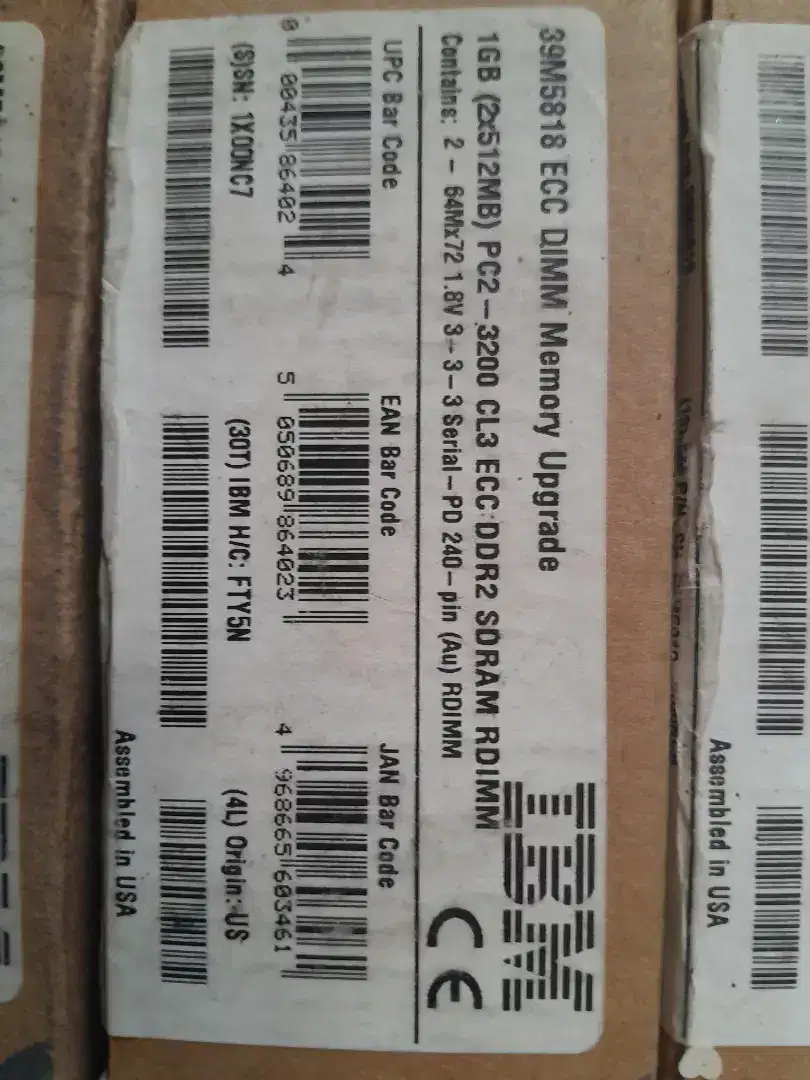 39M5818 ECC DIMM Memory Upgrade
1GB (2x512MB) PC2-3200 CL3 ECC DDR2 SDRAM RDIMM
Contains: 2 - 64Mx72 1.8V 3-3-3 Serial-PD 240-pin (Au) RDIMM
IBM
CE
UPC Bar Code
0 00435 86402 4
EAN Bar Code
5 050689 864023
JAN Bar Code
4 968665 603461
(S)SN: 1X00NC7
(30T) IBM H/C: FTY5N
(4L) Origin: US
Assembled in USA
Assembled in USA